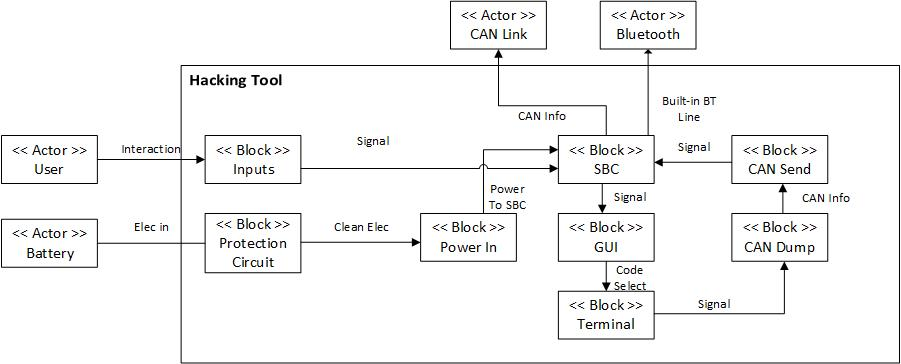 << Actor >>
CAN Link
<< Actor >>
Bluetooth
Hacking Tool
CAN Info
Built-in BT
Line
<< Actor >>
User
Interaction
<< Block >>
Inputs
Signal
<< Block >>
SBC
Signal
<< Block >>
CAN Send
Power
To SBC
Signal
CAN Info
<< Actor >>
Battery
Elec in
<< Block >>
Protection
Circuit
Clean Elec
<< Block >>
Power In
<< Block >>
GUI
<< Block >>
CAN Dump
Code
Select
<< Block >>
Terminal
Signal